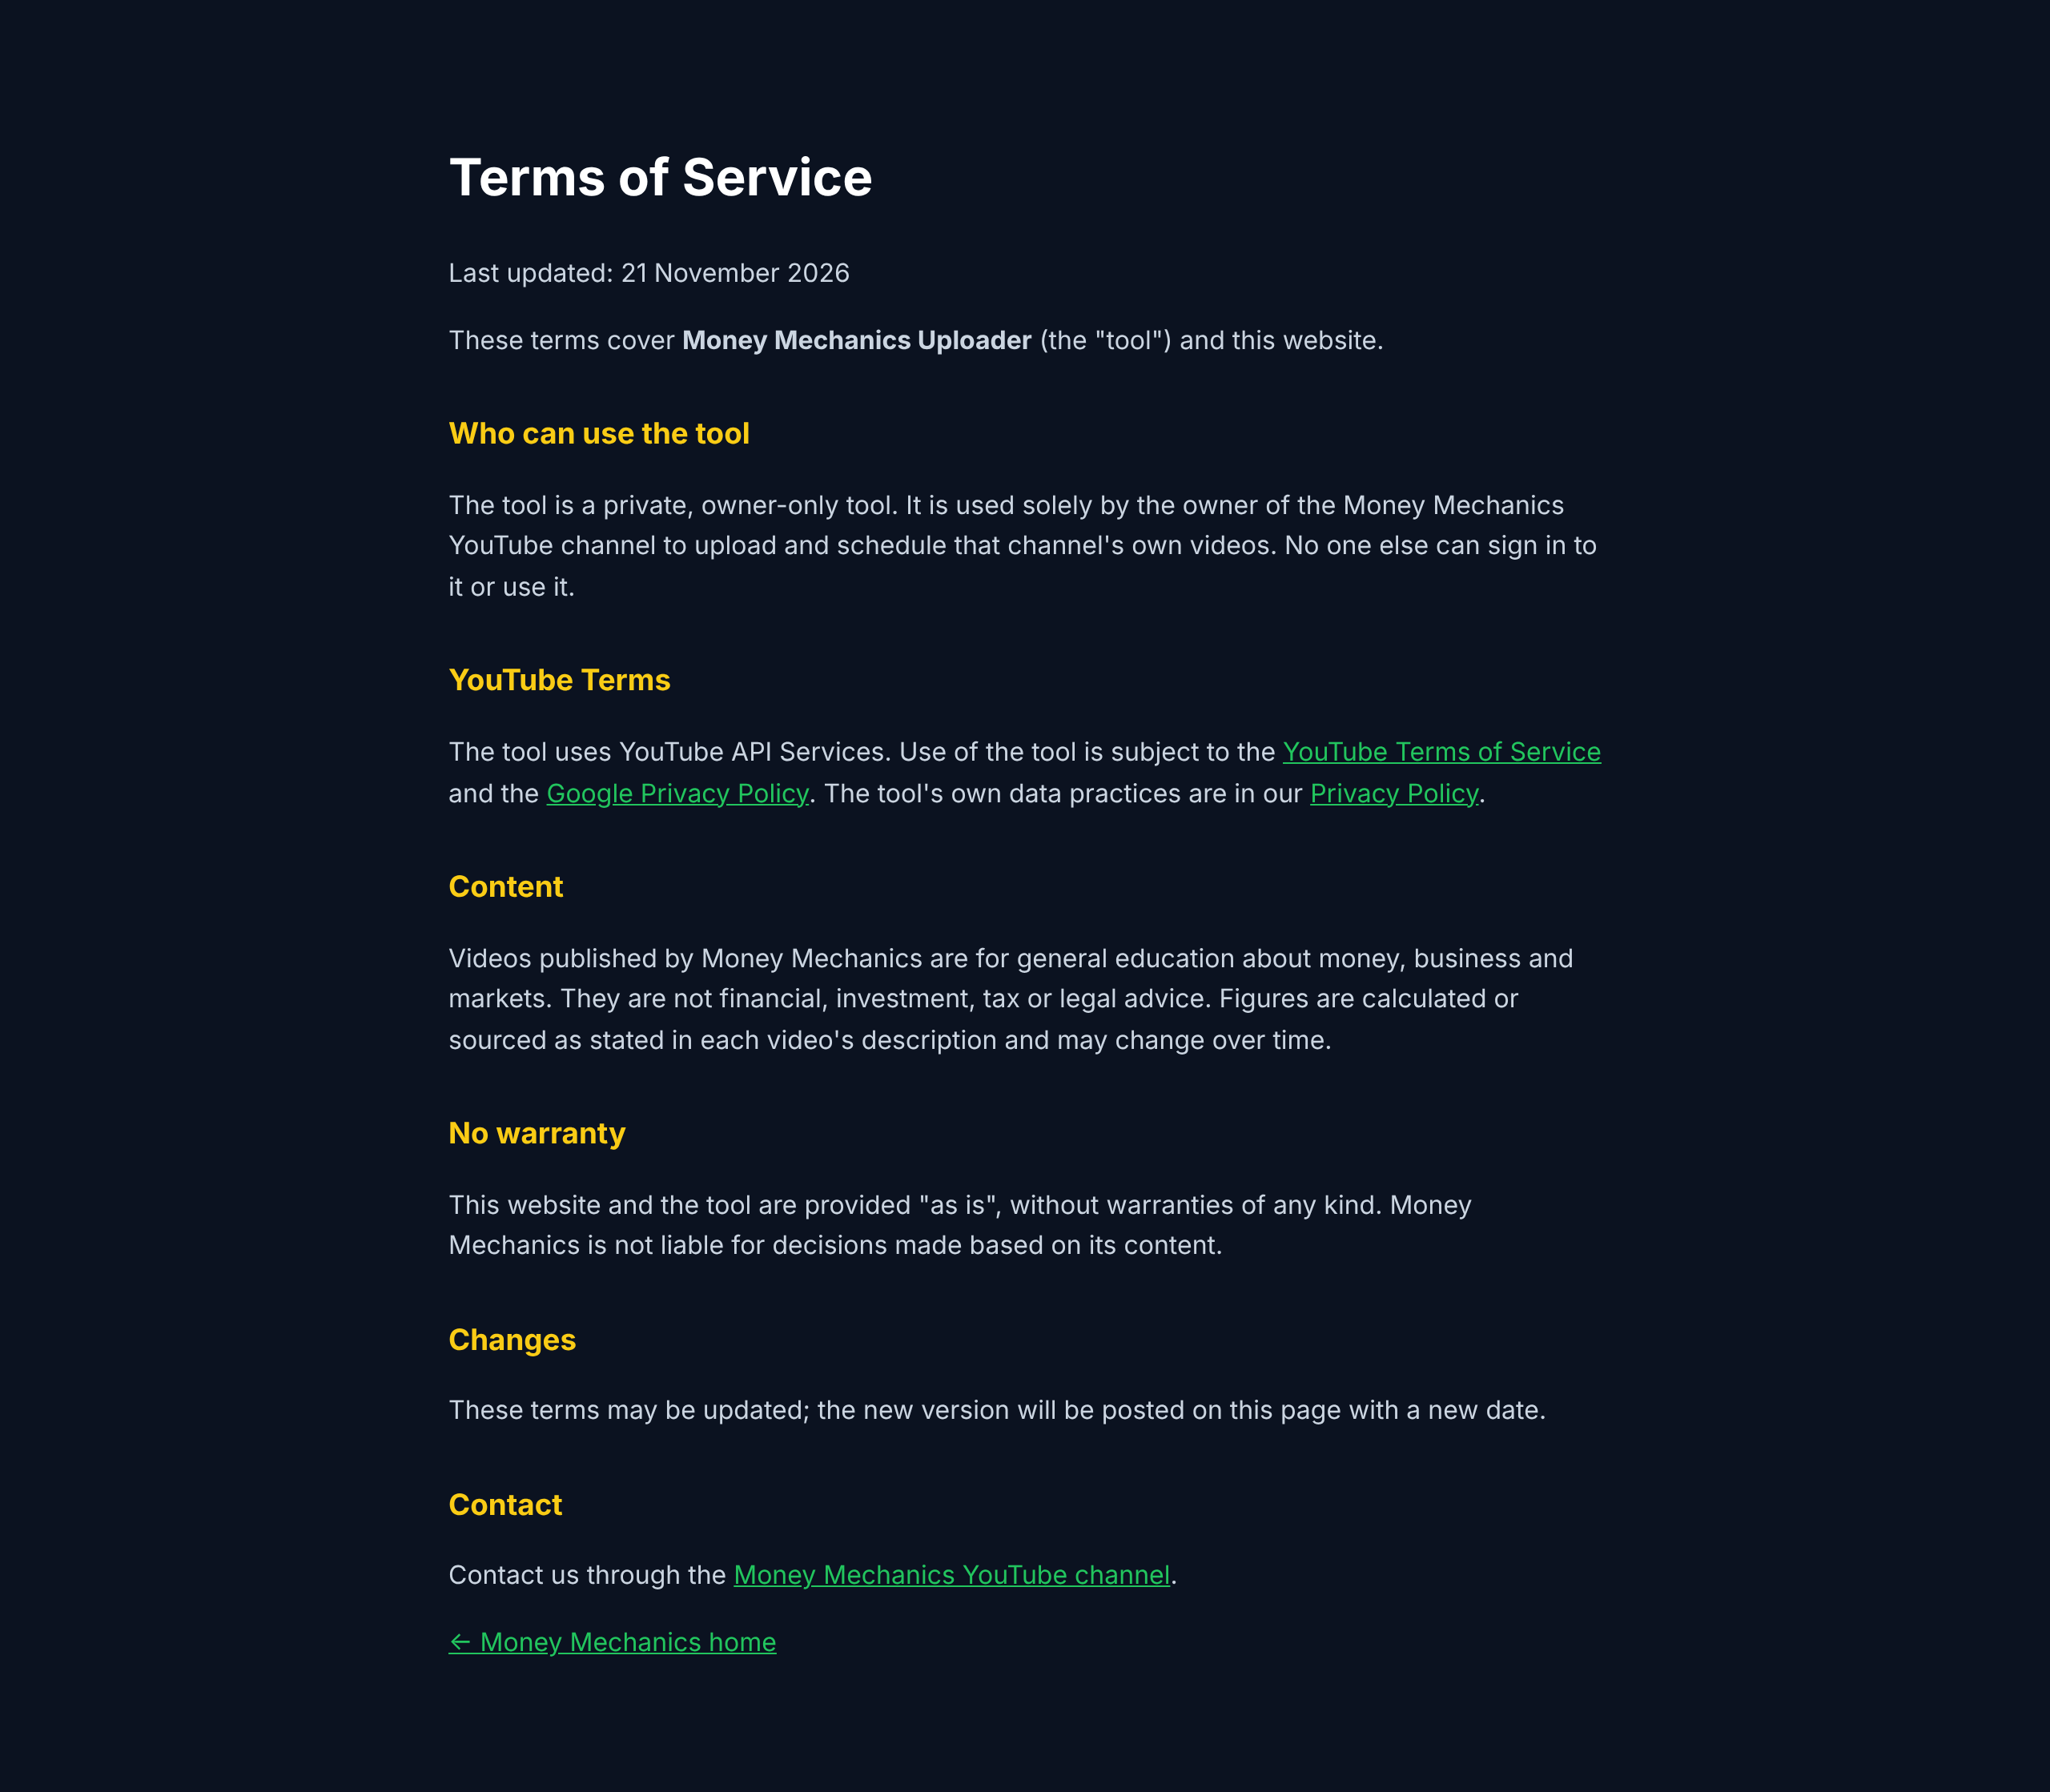 Terms of Service
Last updated: 21 November 2026
These terms cover Money Mechanics Uploader (the "tool") and this website.
Who can use the tool
The tool is a private, owner-only tool. It is used solely by the owner of the Money Mechanics
YouTube channel to upload and schedule that channel's own videos. No one else can sign in to
it or use it.
YouTube Terms
The tool uses YouTube API Services. Use of the tool is subject to the YouTube Terms of Service
and the Google Privacy Policy. The tool's own data practices are in our Privacy Policy.
Content
Videos published by Money Mechanics are for general education about money, business and
markets. They are not financial, investment, tax or legal advice. Figures are calculated or
sourced as stated in each video's description and may change over time.
No warranty
This website and the tool are provided "as is", without warranties of any kind. Money
Mechanics is not liable for decisions made based on its content.
Changes
These terms may be updated; the new version will be posted on this page with a new date.
Contact
Contact us through the Money Mechanics YouTube channel.
← Money Mechanics home